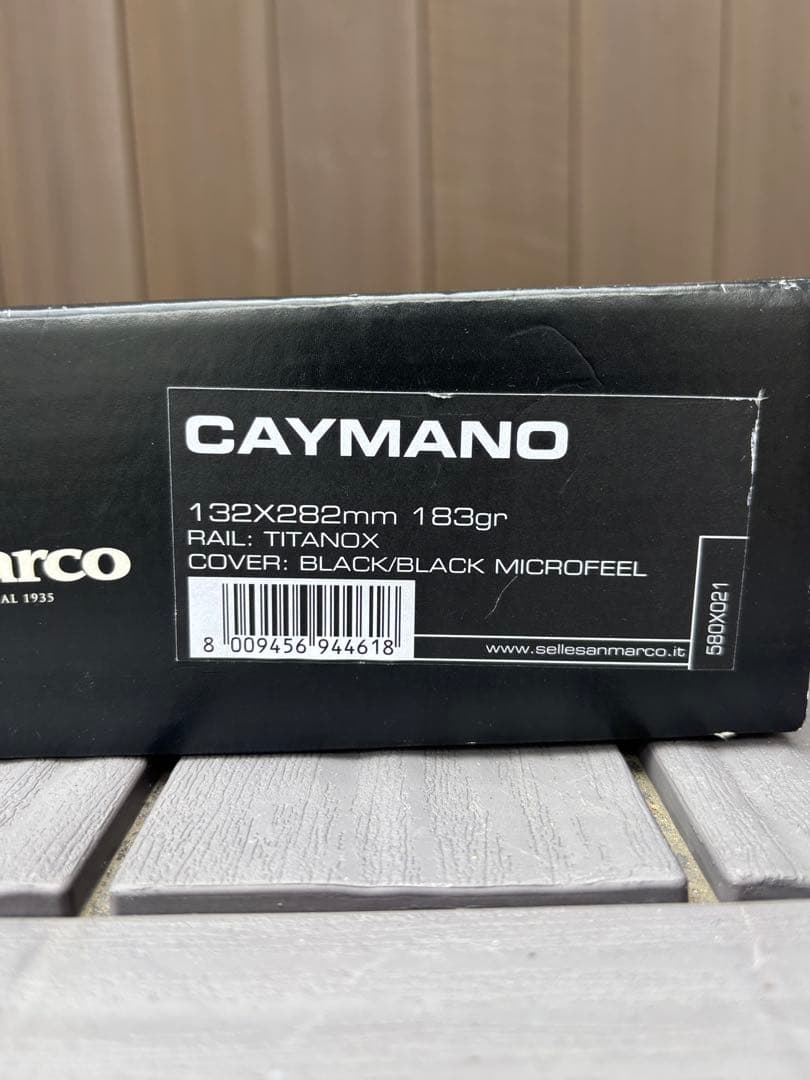 CAYMANO
132X282mm 183gr
RAIL: TITANOX
COVER: BLACK/BLACK MICROFEEL
8 009456 944618
www.sellesanmarco.it
580X021
arco
AL 1935